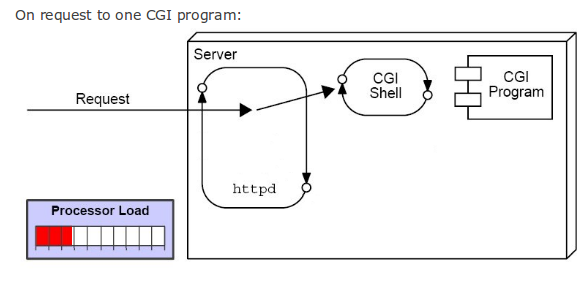 On request to one CGI program:
Server
Request
CGI
Shell
CGI
Program
httpd
Processor Load